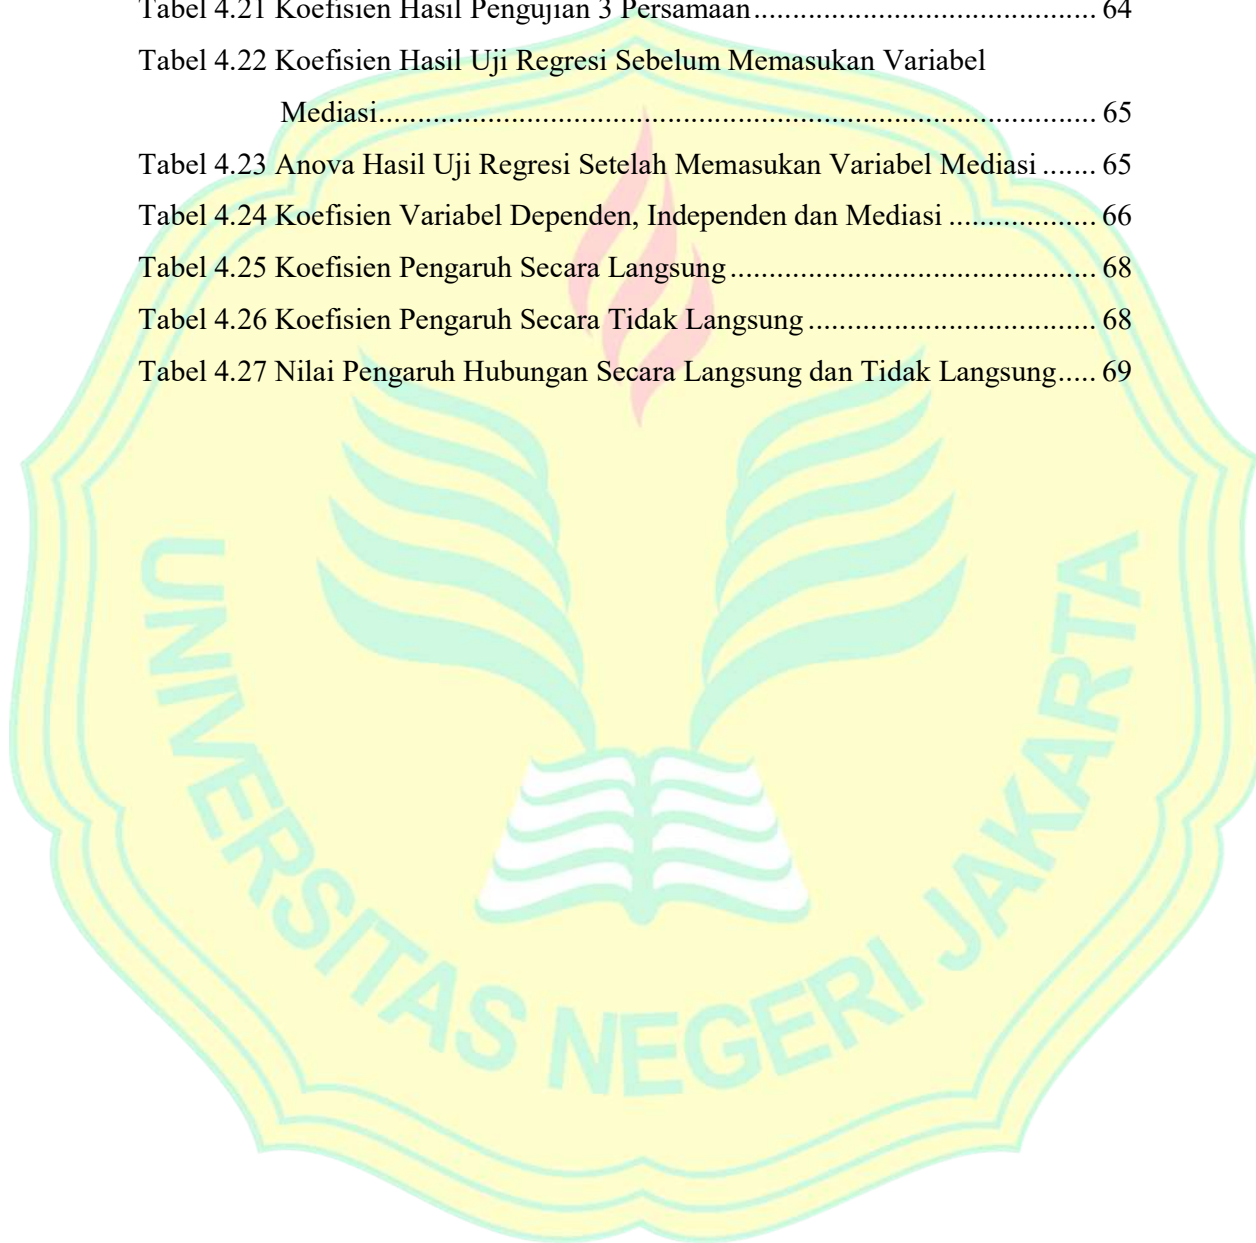 Tabel 4.21 Koefisien Hasil Pengujian 3 Persamaan.................................... 64
Tabel 4.22 Koefisien Hasil Uji Regresi Sebelum Memasukan Variabel
Mediasi........................................................................... 65
Tabel 4.23 Anova Hasil Uji Regresi Setelah Memasukan Variabel Mediasi ....... 65
Tabel 4.24 Koefisien Variabel Dependen, Independen dan Mediasi ................. 66
Tabel 4.25 Koefisien Pengaruh Secara Langsung....................................... 68
Tabel 4.26 Koefisien Pengaruh Secara Tidak Langsung ............................... 68
Tabel 4.27 Nilai Pengaruh Hubungan Secara Langsung dan Tidak Langsung..... 69
UNIVERSITAS NEGERI JAKARTA